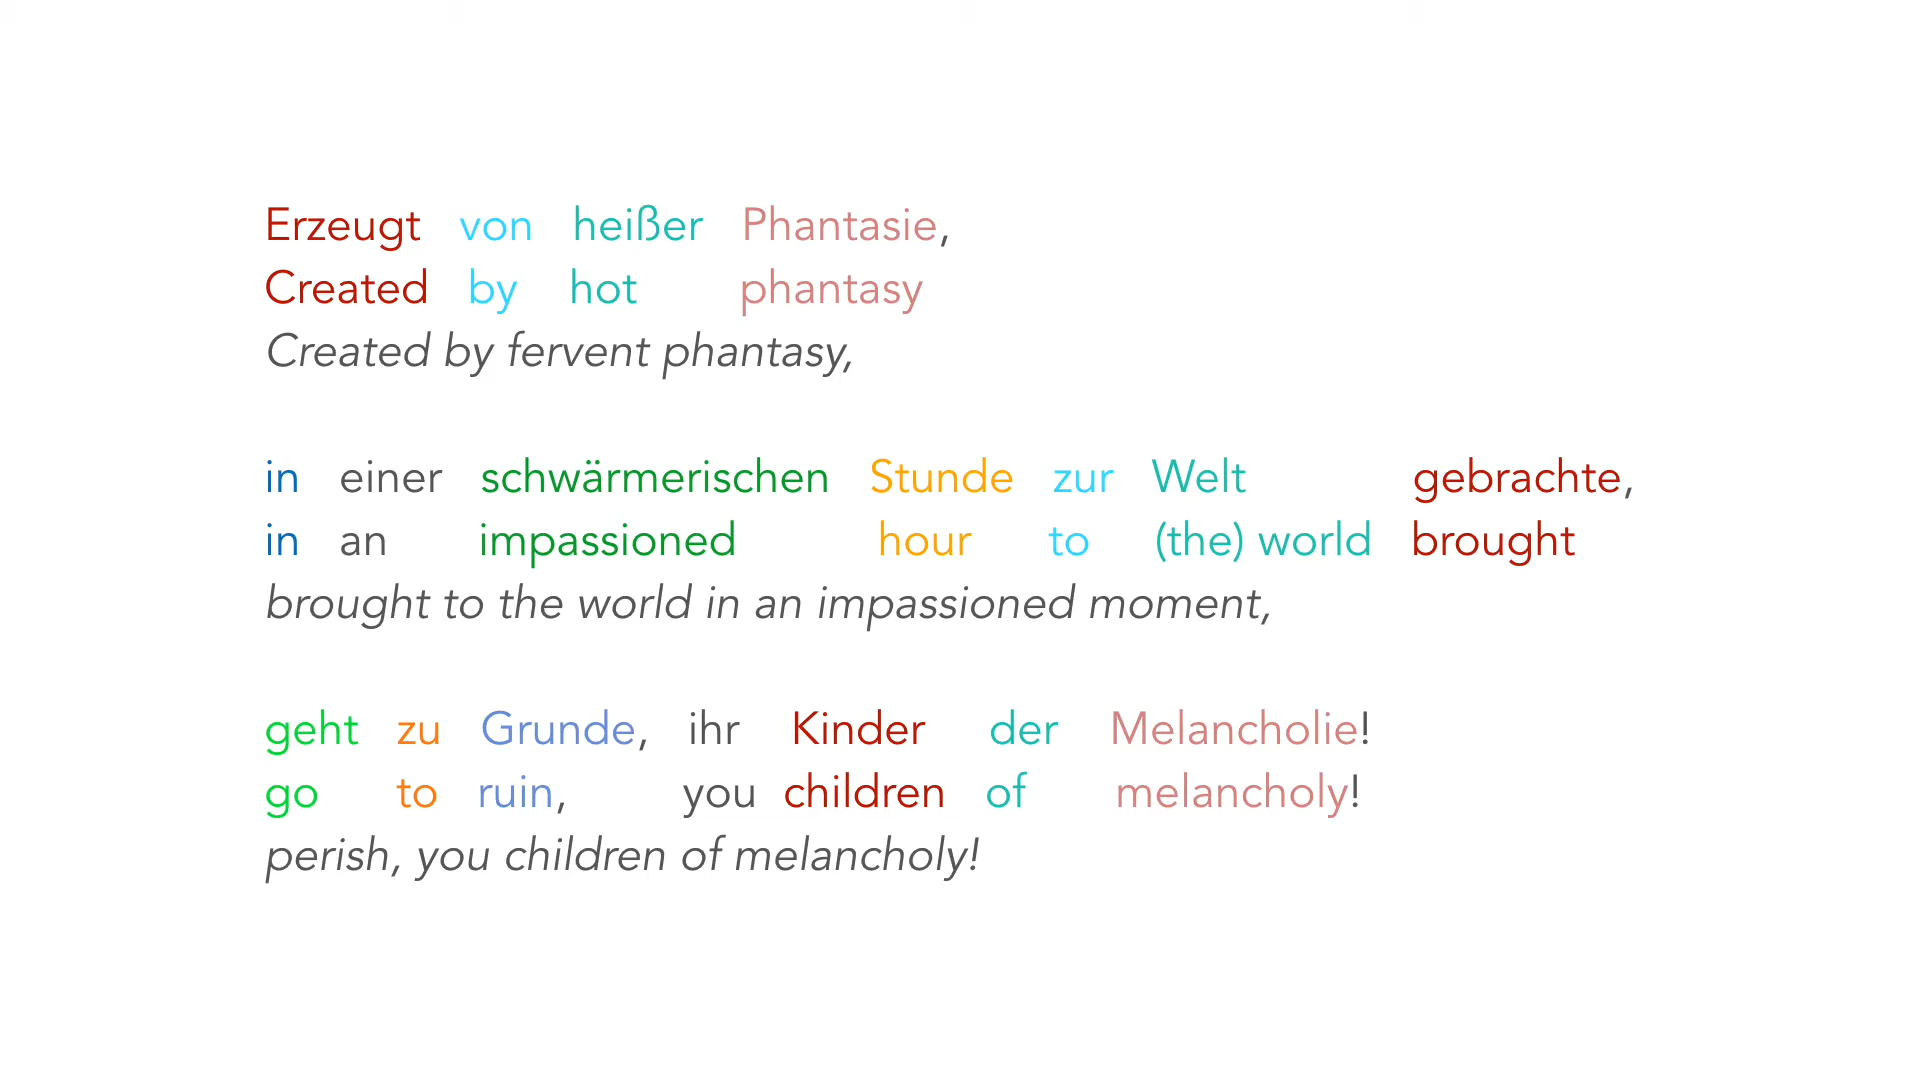 Erzeugt von heißer Phantasie,
Created by hot phantasy
Created by fervent phantasy,
in einer schwärmerischen Stunde zur Welt gebrachte,
in an impassioned hour to (the) world brought
brought to the world in an impassioned moment,
geht zu Grunde, ihr Kinder der Melancholie!
go to ruin, you children of melancholy!
perish, you children of melancholy!